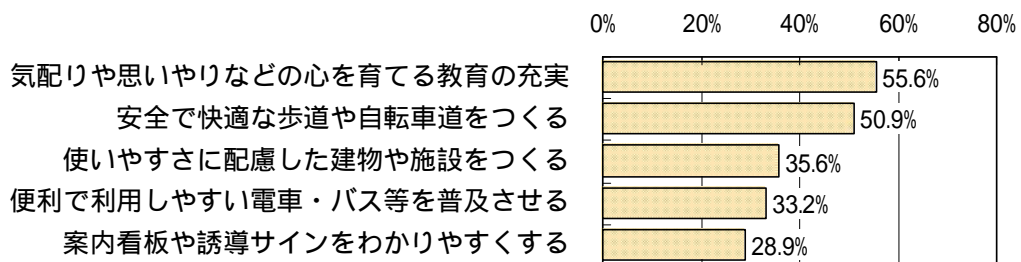 0% 20% 40% 60% 80%
気配りや思いやりなどの心を育てる教育の充実 55.6%
安全で快適な歩道や自転車道をつくる 50.9%
使いやすさに配慮した建物や施設をつくる 35.6%
便利で利用しやすい電車・バス等を普及させる 33.2%
案内看板や誘導サインをわかりやすくする 28.9%